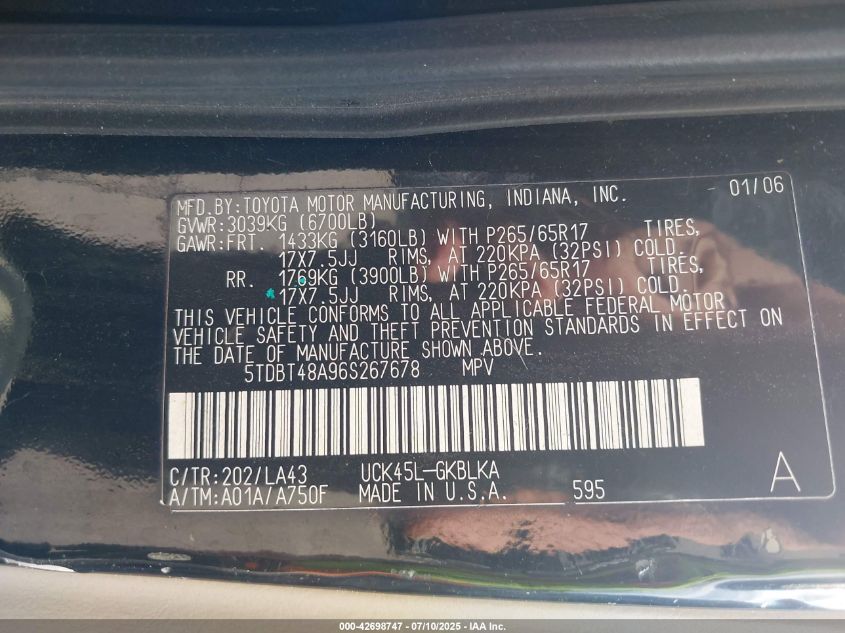 MFD.BY:TOYOTA MOTOR MANUFACTURING, INDIANA, INC. 01/06
GVWR:3039KG (6700LB)
GAWR:FRT. 1433KG (3160LB) WITH P265/65R17 TIRES,
17X7.5JJ RIMS, AT 220KPA (32PSI) COLD.
RR. 1769KG (3900LB) WITH P265/65R17 TIRES,
17X7.5JJ RIMS, AT 220KPA (32PSI) COLD.
THIS VEHICLE CONFORMS TO ALL APPLICABLE FEDERAL MOTOR
VEHICLE SAFETY AND THEFT PREVENTION STANDARDS IN EFFECT ON
THE DATE OF MANUFACTURE SHOWN ABOVE.
5TDBT48A96S267678 MPV
C/TR:202/LA43 UCK45L-GKBLKA
A/TM:A01A/A750F MADE IN U.S.A. 595 A
000-42698747 - 07/10/2025 - IAA Inc.